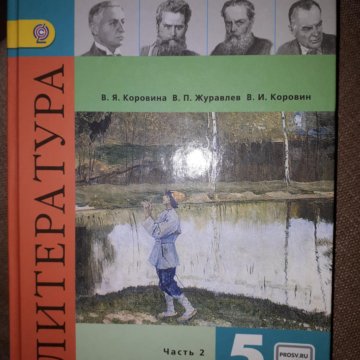 В. Я. Коровина В. П. Журавлев В. И. Коровин
ЛИТЕРАТУРА
Часть 2
5
PROSV.RU